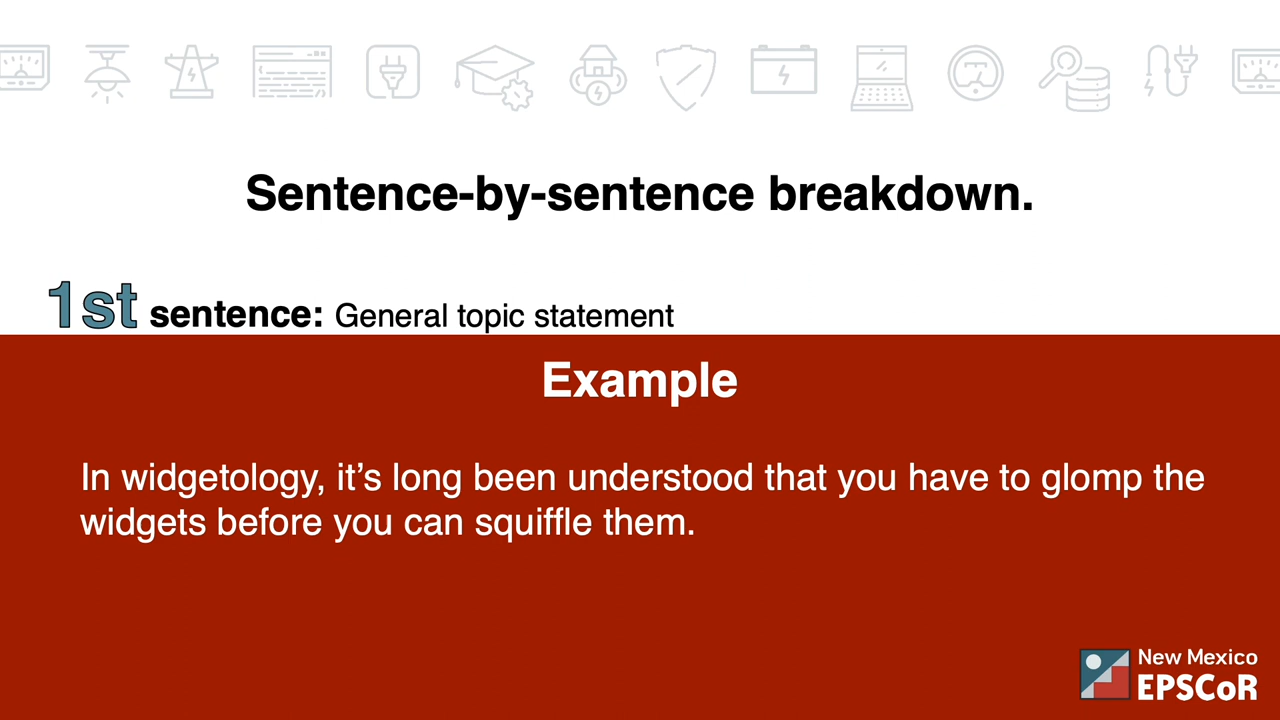 Sentence-by-sentence breakdown.
1st sentence: General topic statement
Example
In widgetology, it’s long been understood that you have to glomp the
widgets before you can squiffle them.
New Mexico
EPSCoR